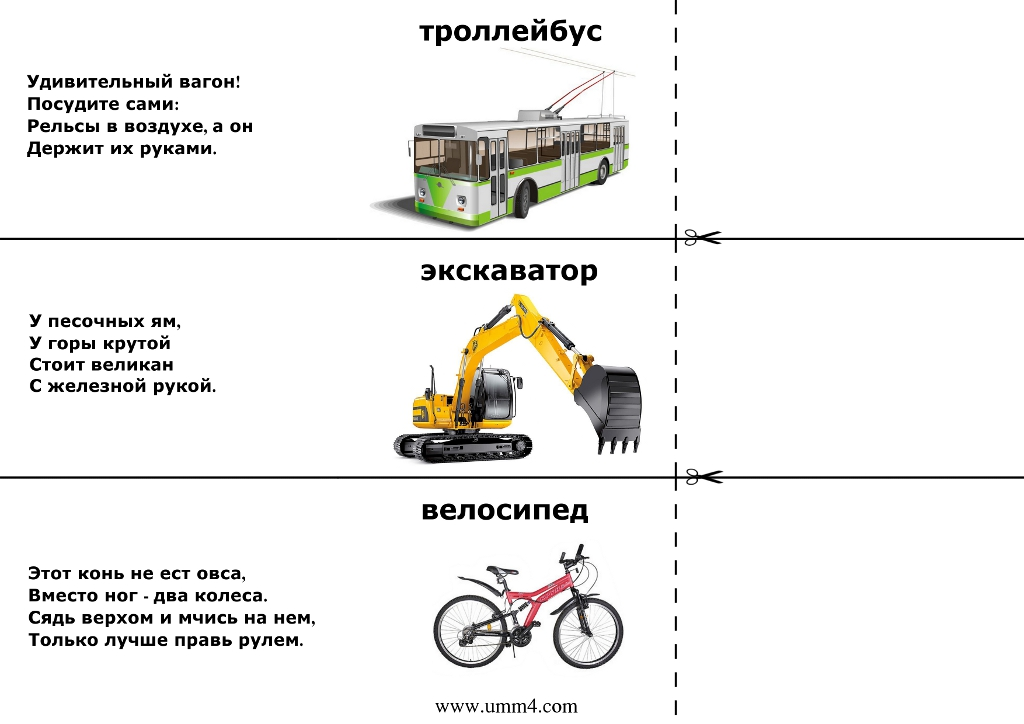 троллейбус
Удивительный вагон!
Посудите сами:
Рельсы в воздухе, а он
Держит их руками.
экскаватор
У песочных ям,
У горы крутой
Стоит великан
С железной рукой.
велосипед
Этот конь не ест овса,
Вместо ног - два колеса.
Сядь верхом и мчись на нем,
Только лучше правь рулем.
www.umm4.com